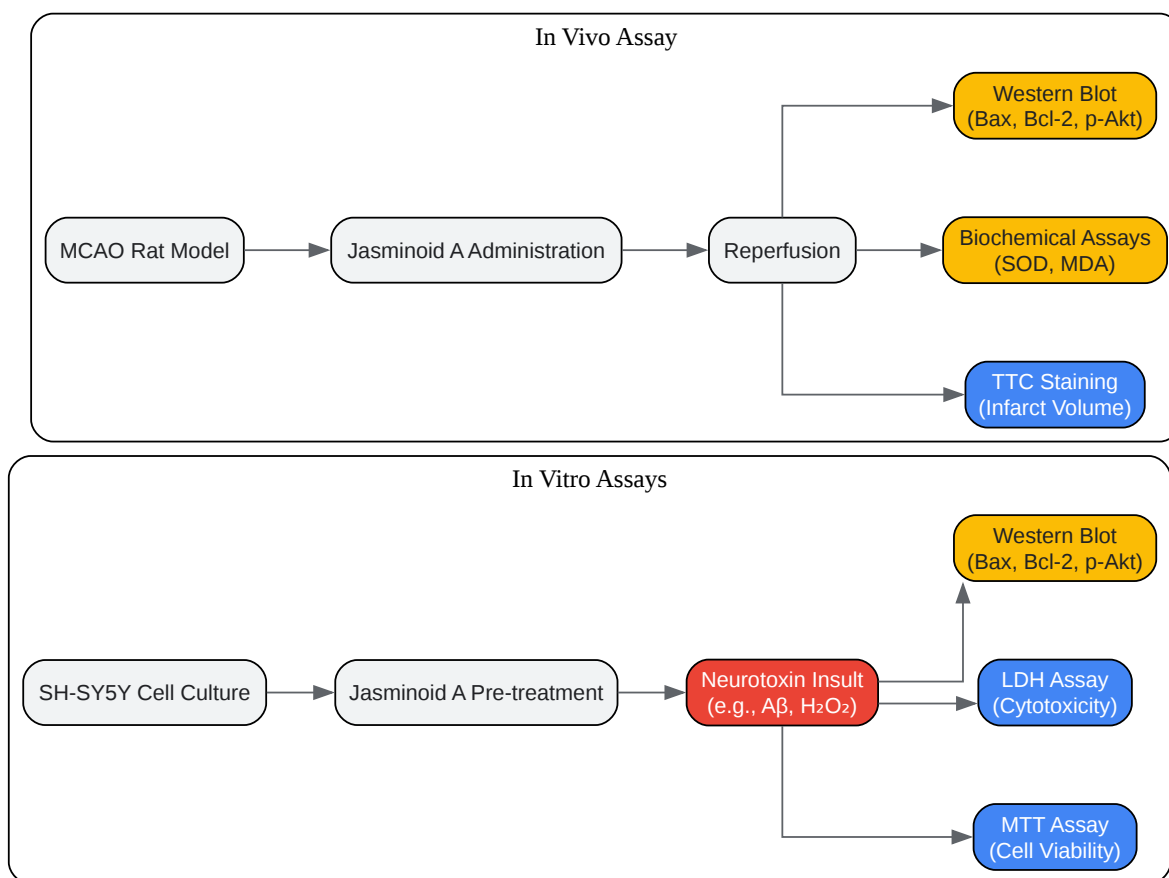 In Vivo Assay
Western Blot
(Bax, Bcl-2, p-Akt)
MCAO Rat Model
Jasminoid A Administration
Reperfusion
Biochemical Assays
(SOD, MDA)
TTC Staining
(Infarct Volume)
In Vitro Assays
Western Blot
(Bax, Bcl-2, p-Akt)
SH-SY5Y Cell Culture
Jasminoid A Pre-treatment
Neurotoxin Insult
(e.g., Aβ, H₂O₂)
LDH Assay
(Cytotoxicity)
MTT Assay
(Cell Viability)